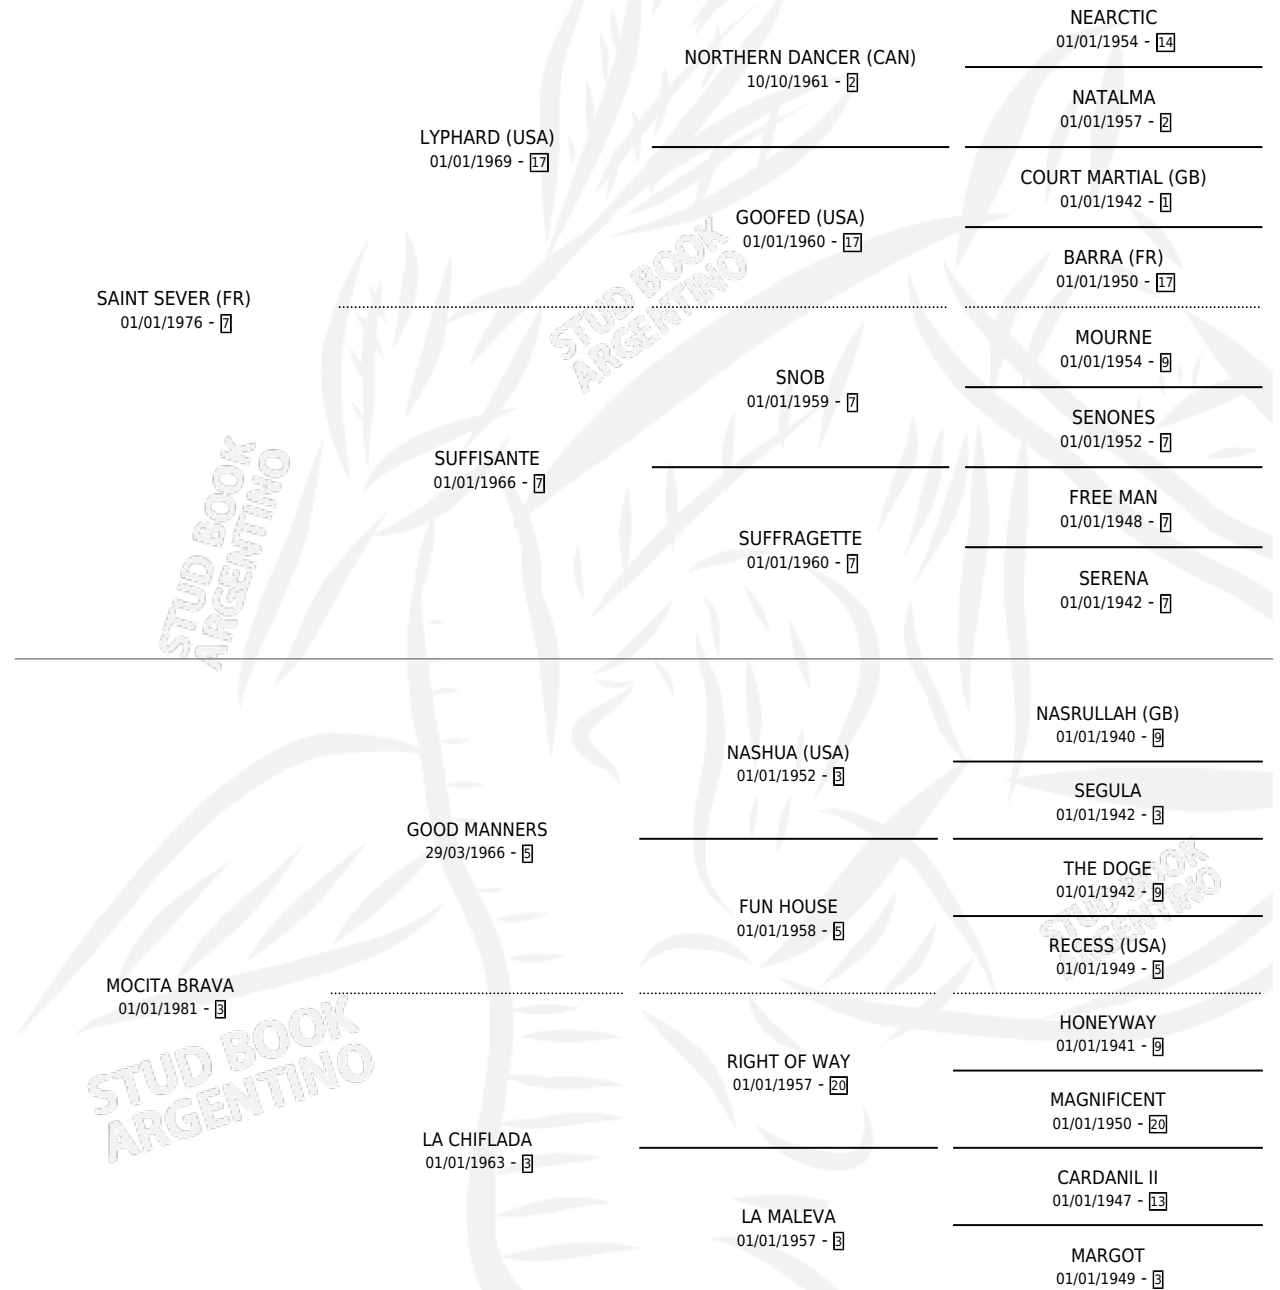 NEARCTIC
01/01/1954 - 14
NORTHERN DANCER (CAN)
10/10/1961 - 2
NATALMA
01/01/1957 - 2
LYPHARD (USA)
01/01/1969 - 17
COURT MARTIAL (GB)
01/01/1942 - 1
GOOFED (USA)
01/01/1960 - 17
BARRA (FR)
01/01/1950 - 17
SAINT SEVER (FR)
01/01/1976 - 7
MOURNE
01/01/1954 - 9
SNOB
01/01/1959 - 7
SENONES
01/01/1952 - 7
SUFFISANTE
01/01/1966 - 7
FREE MAN
01/01/1948 - 7
SUFFRAGETTE
01/01/1960 - 7
SERENA
01/01/1942 - 7
STUD BOOK
ARGENTINO
STUD BOOK
ARGENTINO
NASRULLAH (GB)
01/01/1940 - 9
NASHUA (USA)
01/01/1952 - 3
SEGULA
01/01/1942 - 3
GOOD MANNERS
29/03/1966 - 5
THE DOGE
01/01/1942 - 9
FUN HOUSE
01/01/1958 - 5
RECESS (USA)
01/01/1949 - 5
MOCITA BRAVA
01/01/1981 - 3
HONEYWAY
01/01/1941 - 9
RIGHT OF WAY
01/01/1957 - 20
MAGNIFICENT
01/01/1950 - 20
LA CHIFLADA
01/01/1963 - 3
CARDANIL II
01/01/1947 - 13
LA MALEVA
01/01/1957 - 3
MARGOT
01/01/1949 - 3
STUD BOOK
ARGENTINO
STUD BOOK
ARGENTINO